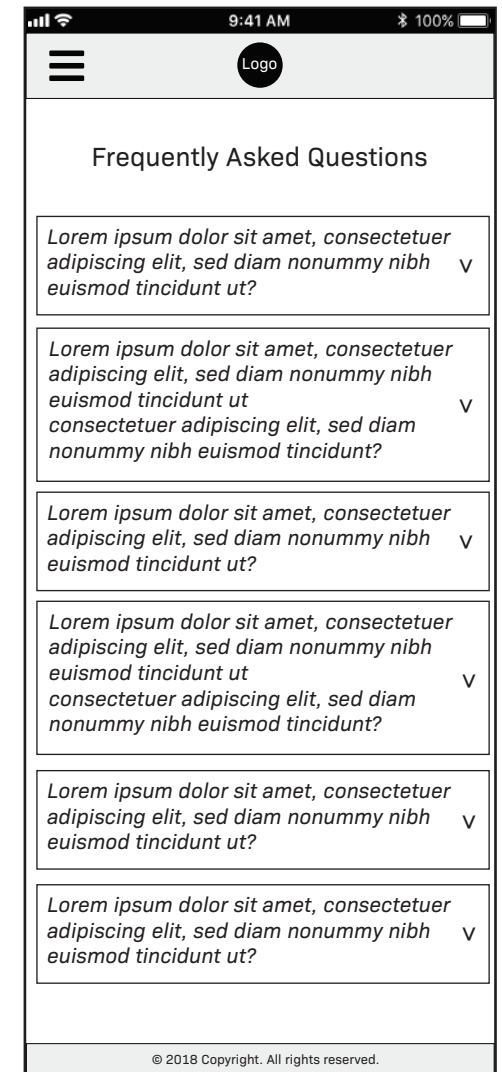 9:41 AM
100%
Logo
Frequently Asked Questions
Lorem ipsum dolor sit amet, consectetuer
adipiscing elit, sed diam nonummy nibh
euismod tincidunt ut?
v
Lorem ipsum dolor sit amet, consectetuer
adipiscing elit, sed diam nonummy nibh
euismod tincidunt ut
consectetuer adipiscing elit, sed diam
nonummy nibh euismod tincidunt?
v
Lorem ipsum dolor sit amet, consectetuer
adipiscing elit, sed diam nonummy nibh
euismod tincidunt ut?
v
Lorem ipsum dolor sit amet, consectetuer
adipiscing elit, sed diam nonummy nibh
euismod tincidunt ut
consectetuer adipiscing elit, sed diam
nonummy nibh euismod tincidunt?
v
Lorem ipsum dolor sit amet, consectetuer
adipiscing elit, sed diam nonummy nibh
euismod tincidunt ut?
v
Lorem ipsum dolor sit amet, consectetuer
adipiscing elit, sed diam nonummy nibh
euismod tincidunt ut?
v
© 2018 Copyright. All rights reserved.